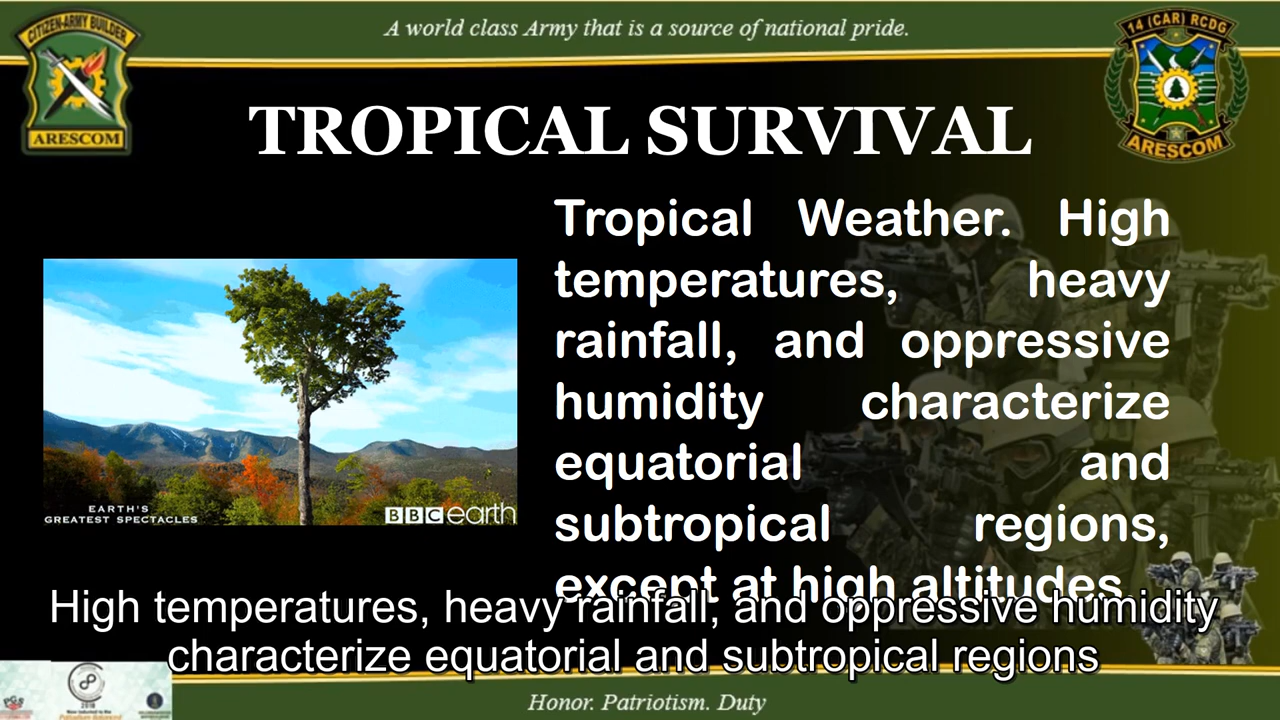 A world class Army that is a source of national pride.
CITIZEN-ARMY BUILDER
ARESCOM
14 (CAR) RCDG
ARESCOM
TROPICAL SURVIVAL
Tropical Weather. High
temperatures, heavy
rainfall, and oppressive
humidity characterize
equatorial and
subtropical regions,
except at high altitudes.
EARTH'S
GREATEST SPECTACLES
BBC earth
High temperatures, heavy rainfall, and oppressive humidity
characterize equatorial and subtropical regions
PGS
2018
Honor. Patriotism. Duty